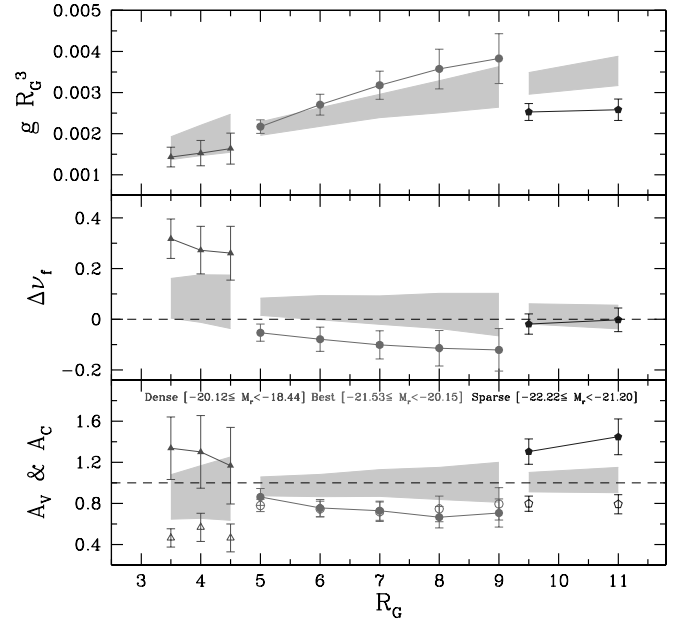 0.005
0.004
0.003
0.002
0.001
g R_G^3
0.4
0.2
0
-0.2
Δν_f
Dense [-20.12≤ M_r<-18.44] Best [-21.53≤ M_r<-20.15] Sparse [-22.22≤ M_r<-21.20]
1.6
1.2
0.8
0.4
A_V & A_C
3 4 5 6 7 8 9 10 11
R_G